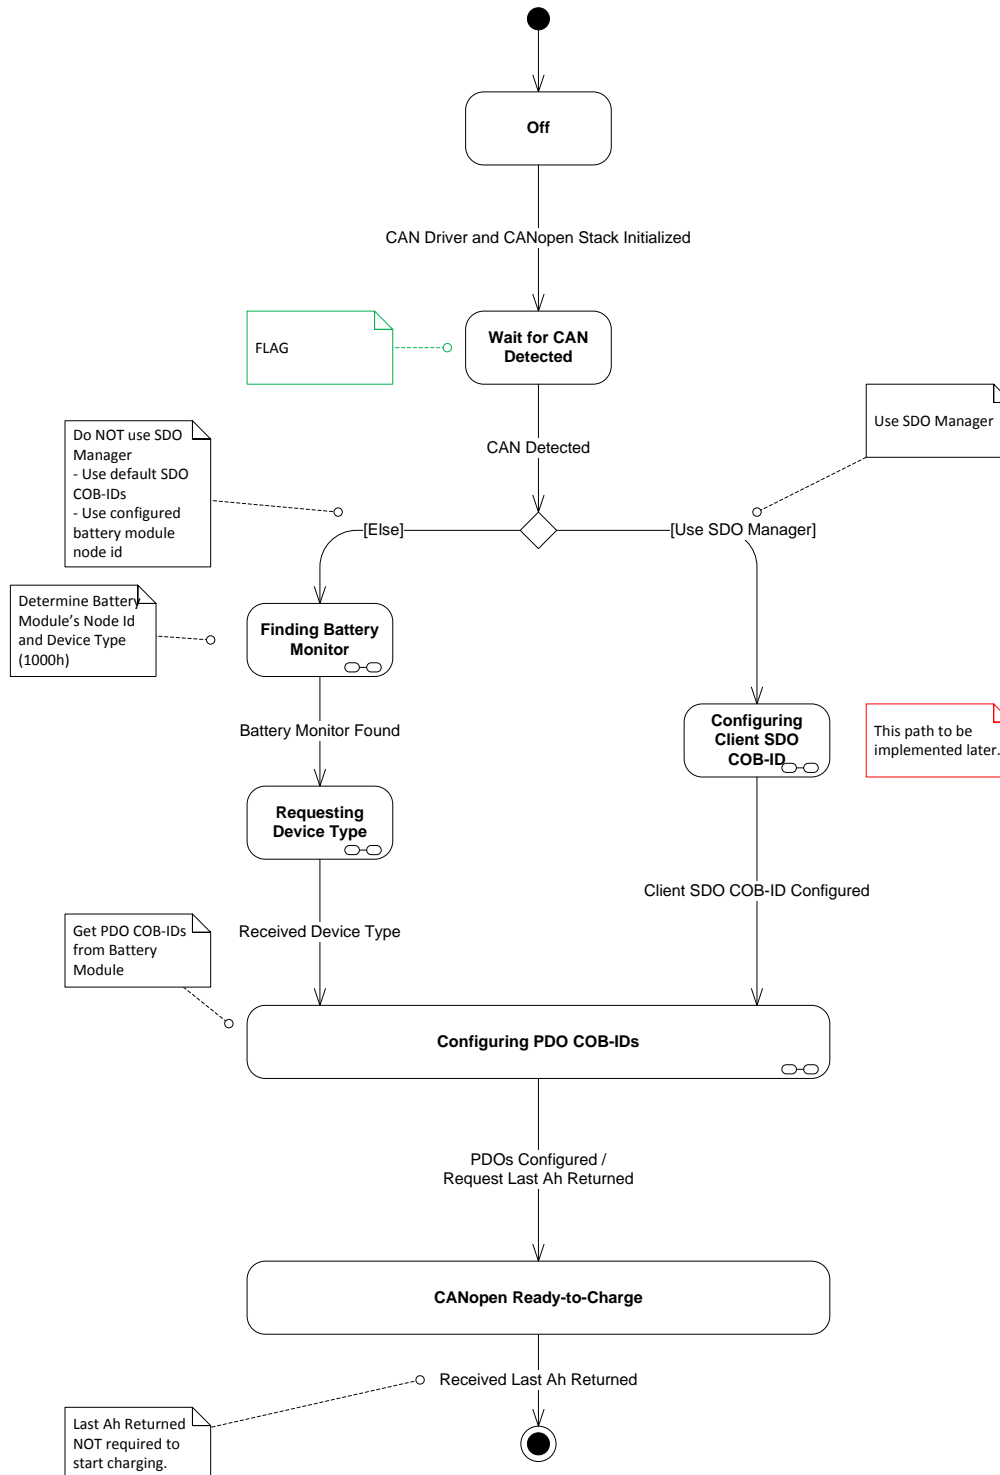 Off
CAN Driver and CANopen Stack Initialized
FLAG
Wait for CAN
Detected
Use SDO Manager
Do NOT use SDO
Manager
- Use default SDO
COB-IDs
- Use configured
battery module
node id
CAN Detected
[Else]
[Use SDO Manager]
Determine Battery
Module's Node Id
and Device Type
(1000h)
Finding Battery
Monitor
Battery Monitor Found
Configuring
Client SDO
COB-ID
This path to be
implemented later.
Requesting
Device Type
Client SDO COB-ID Configured
Get PDO COB-IDs
from Battery
Module
Received Device Type
Configuring PDO COB-IDs
PDOs Configured /
Request Last Ah Returned
CANopen Ready-to-Charge
Received Last Ah Returned
Last Ah Returned
NOT required to
start charging.